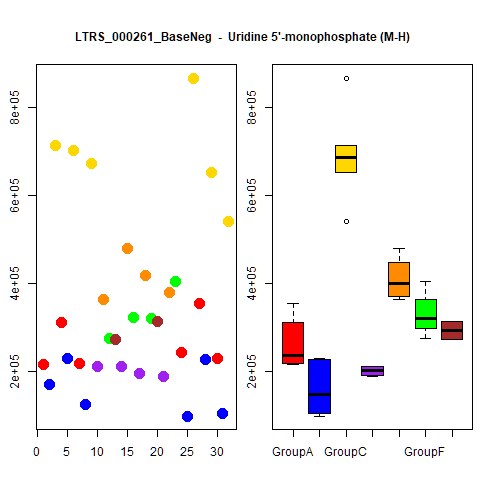 LTRS_000261_BaseNeg - Uridine 5'-monophosphate (M-H)
8e+05
6e+05
4e+05
2e+05
0 5 10 15 20 25 30
8e+05
6e+05
4e+05
2e+05
GroupA GroupC GroupF